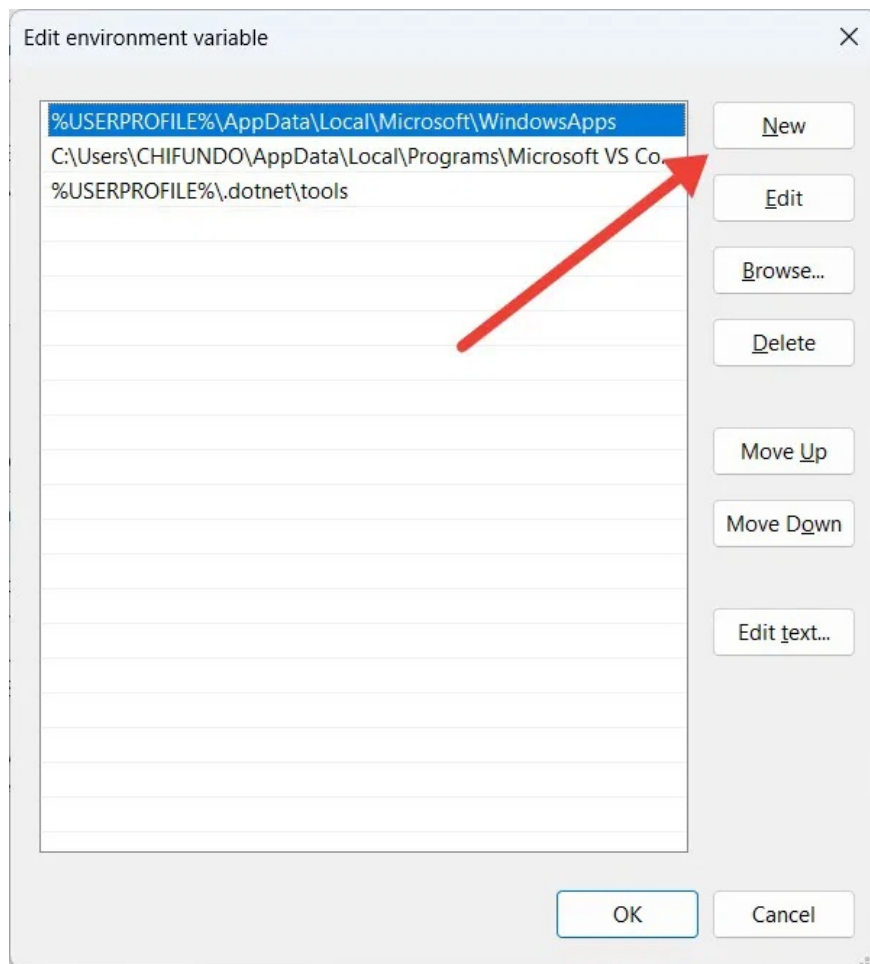 Edit environment variable
%USERPROFILE%\AppData\Local\Microsoft\WindowsApps
New
C:\Users\CHIFUNDO\AppData\Local\Programs\Microsoft VS Co...
%USERPROFILE%\.dotnet\tools
Edit
Browse...
Delete
Move Up
Move Down
Edit text...
OK
Cancel